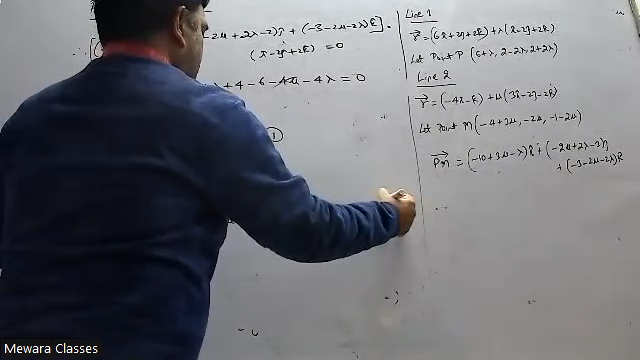 -2μ+2λ-2)ĵ + (-3-2μ-2λ)k̂] .
(î-2ĵ+2k̂) = 0
λ+4-6-4μ-4λ = 0
①
Line 1
r⃗ = (6î+2ĵ+2k̂) + λ(î-2ĵ+2k̂)
Let Point P (6+λ, 2-2λ, 2+2λ)
Line 2
r⃗ = (-4î-k̂) + μ(3î-2ĵ-2k̂)
Let Point M(-4+3μ, -2μ, -1-2μ)
PM⃗ = (-10+3μ-λ)î + (-2μ+2λ-2)ĵ
+ (-3-2μ-2λ)k̂
Mewara Classes